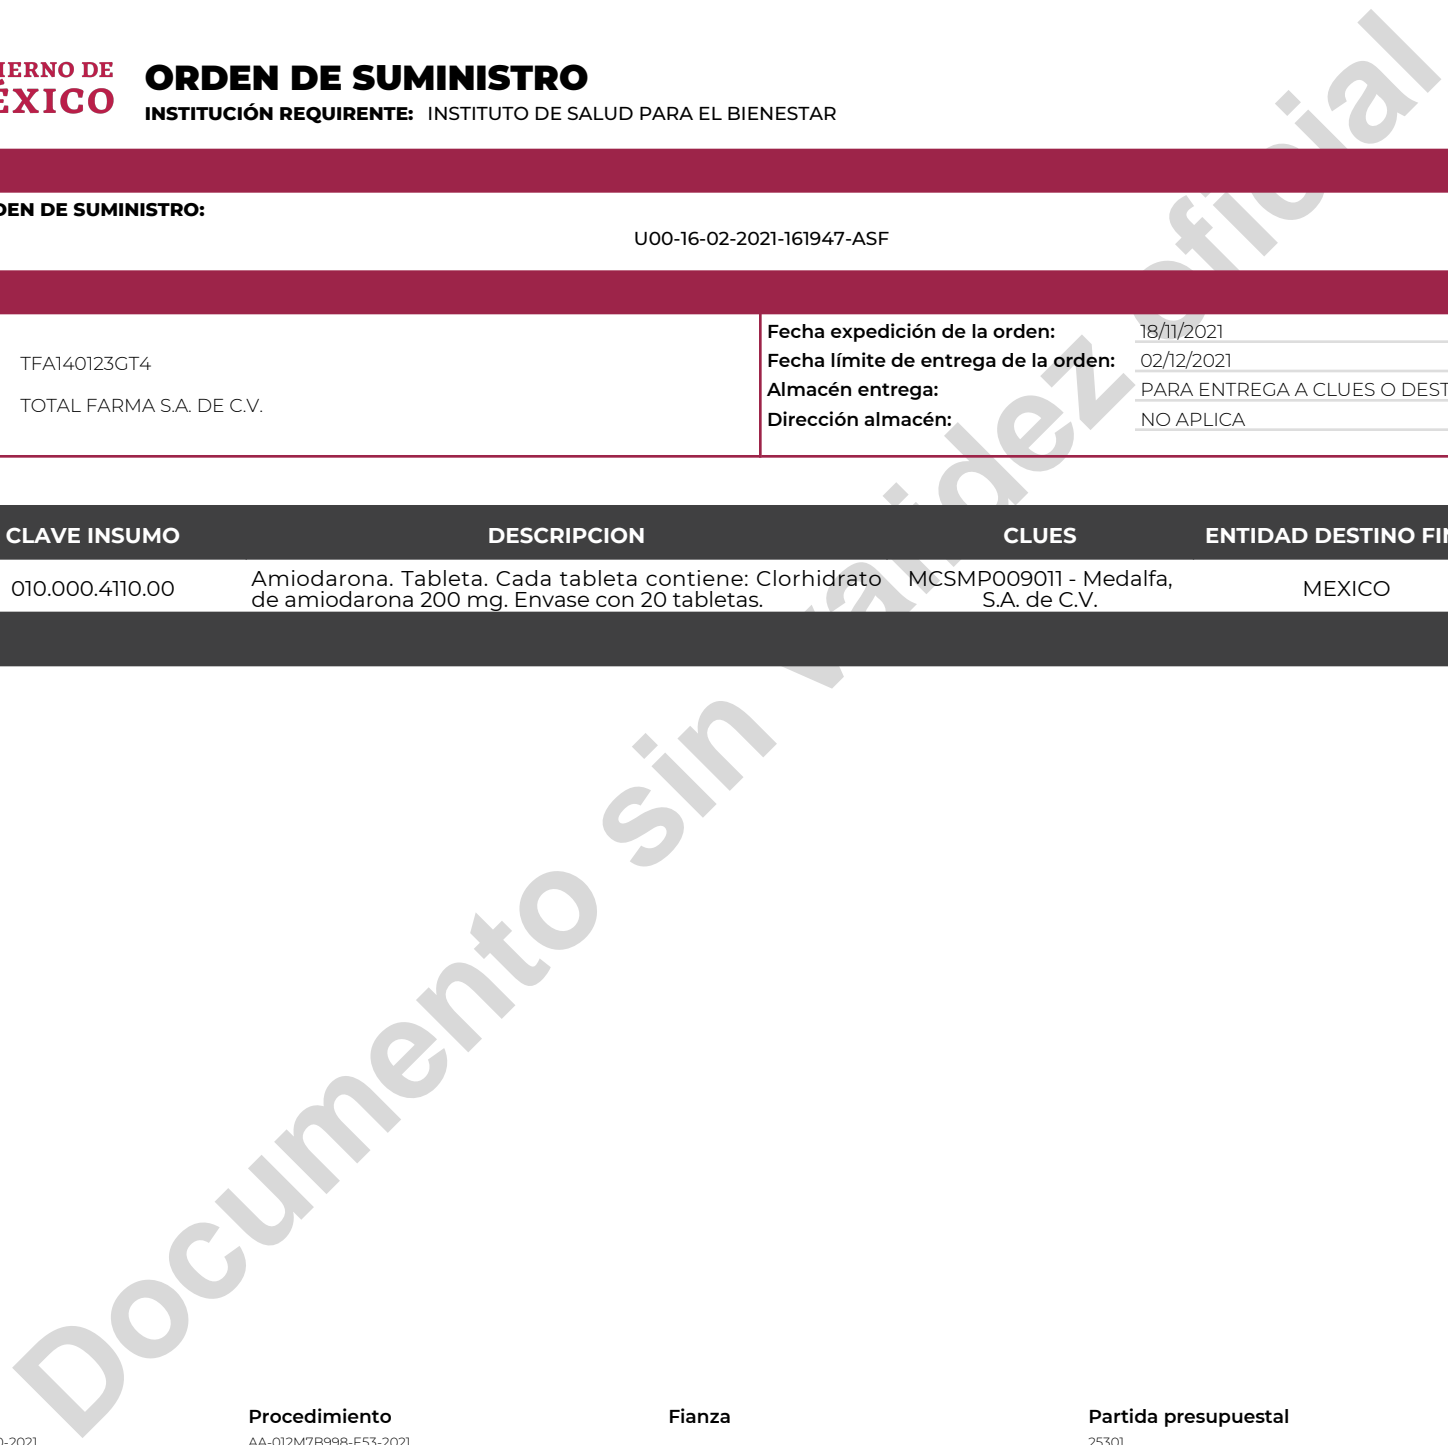 IERNO DE
ÉXICO
ORDEN DE SUMINISTRO
INSTITUCIÓN REQUIRENTE: INSTITUTO DE SALUD PARA EL BIENESTAR
DEN DE SUMINISTRO:
U00-16-02-2021-161947-ASF
TFA140123GT4
TOTAL FARMA S.A. DE C.V.
Fecha expedición de la orden: 18/11/2021
Fecha límite de entrega de la orden: 02/12/2021
Almacén entrega: PARA ENTREGA A CLUES O DEST
Dirección almacén: NO APLICA
CLAVE INSUMO DESCRIPCION CLUES ENTIDAD DESTINO FIN
010.000.4110.00
Amiodarona. Tableta. Cada tableta contiene: Clorhidrato
de amiodarona 200 mg. Envase con 20 tabletas.
MCSMP009011 - Medalfa,
S.A. de C.V.
MEXICO
Documento sin validez oficial
Procedimiento Fianza Partida presupuestal
-2021 AA-012M7B998-E53-2021 25301